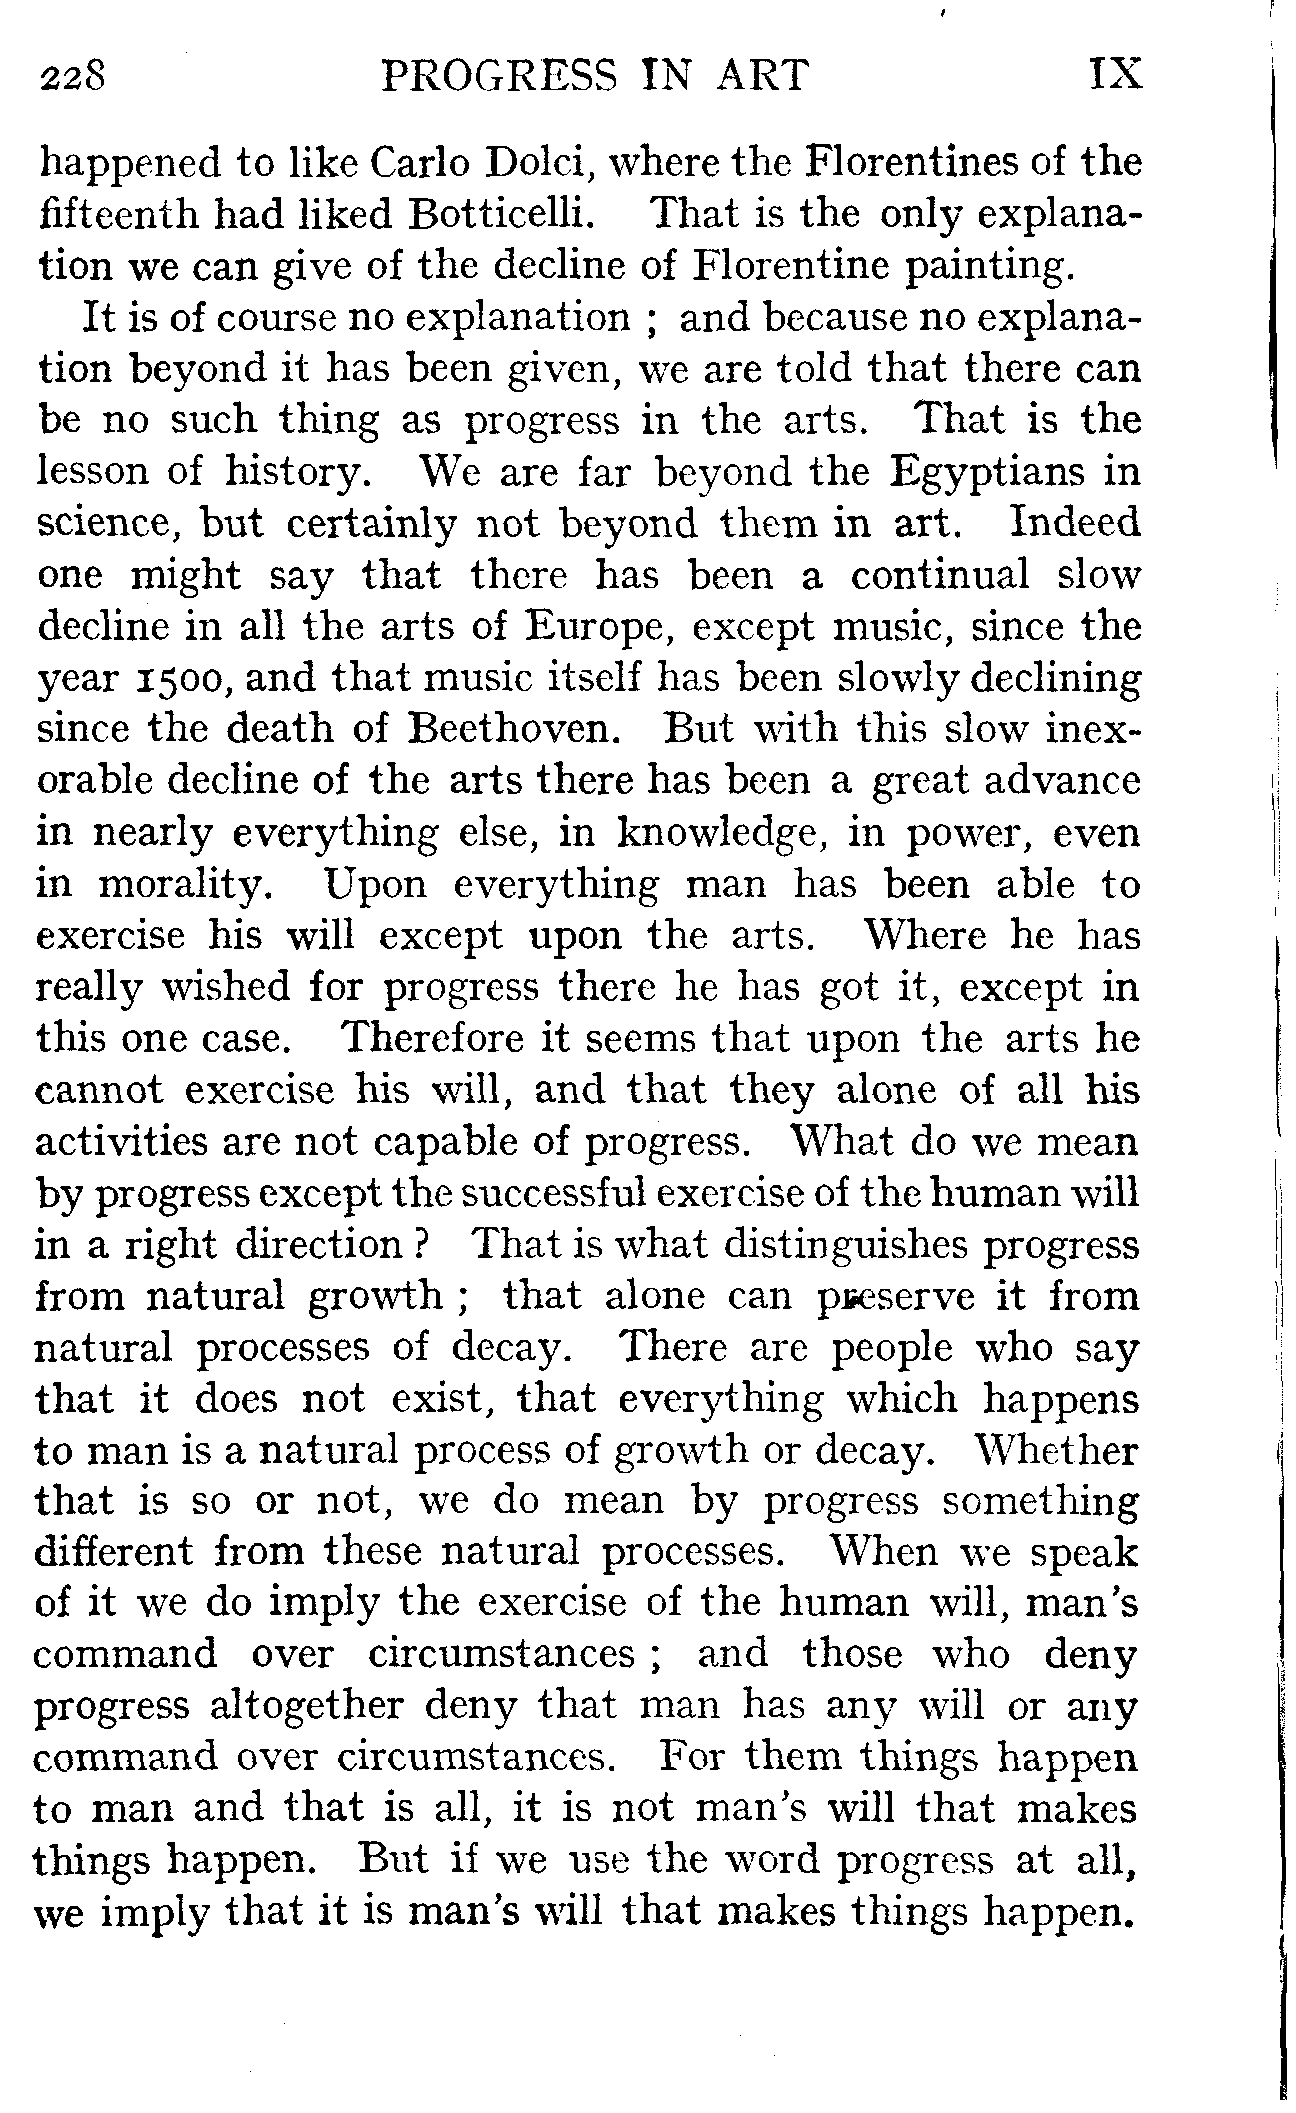 228 PROGRESS IN ART IX
happened to like Carlo Dolci, where the Florentines of the
fifteenth had liked Botticelli. That is the only explana-
tion we can give of the decline of Florentine painting.
It is of course no explanation ; and because no explana-
tion beyond it has been given, we are told that there can
be no such thing as progress in the arts. That is the
lesson of history. We are far beyond the Egyptians in
science, but certainly not beyond them in art. Indeed
one might say that there has been a continual slow
decline in all the arts of Europe, except music, since the
year 1500, and that music itself has been slowly declining
since the death of Beethoven. But with this slow inex-
orable decline of the arts there has been a great advance
in nearly everything else, in knowledge, in power, even
in morality. Upon everything man has been able to
exercise his will except upon the arts. Where he has
really wished for progress there he has got it, except in
this one case. Therefore it seems that upon the arts he
cannot exercise his will, and that they alone of all his
activities are not capable of progress. What do we mean
by progress except the successful exercise of the human will
in a right direction ? That is what distinguishes progress
from natural growth ; that alone can preserve it from
natural processes of decay. There are people who say
that it does not exist, that everything which happens
to man is a natural process of growth or decay. Whether
that is so or not, we do mean by progress something
different from these natural processes. When we speak
of it we do imply the exercise of the human will, man's
command over circumstances ; and those who deny
progress altogether deny that man has any will or any
command over circumstances. For them things happen
to man and that is all, it is not man's will that makes
things happen. But if we use the word progress at all,
we imply that it is man's will that makes things happen.